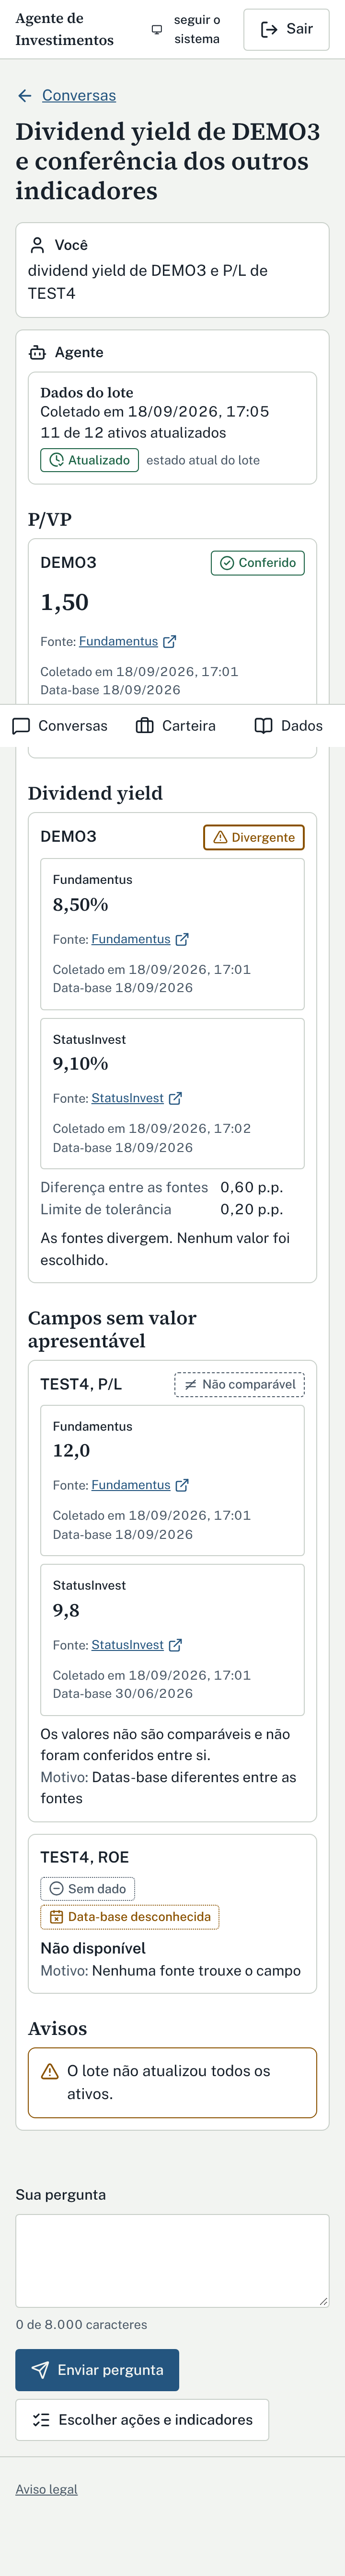 Agente de
Investimentos
seguir o
sistema
Sair
Conversas
Dividend yield de DEMO3
e conferência dos outros
indicadores
Você
dividend yield de DEMO3 e P/L de
TEST4
Agente
Dados do lote
Coletado em 18/09/2026, 17:05
11 de 12 ativos atualizados
Atualizado estado atual do lote
P/VP
DEMO3 Conferido
1,50
Fonte: Fundamentus
Coletado em 18/09/2026, 17:01
Data-base 18/09/2026
Conversas Carteira Dados
Dividend yield
DEMO3 Divergente
Fundamentus
8,50%
Fonte: Fundamentus
Coletado em 18/09/2026, 17:01
Data-base 18/09/2026
StatusInvest
9,10%
Fonte: StatusInvest
Coletado em 18/09/2026, 17:02
Data-base 18/09/2026
Diferença entre as fontes 0,60 p.p.
Limite de tolerância 0,20 p.p.
As fontes divergem. Nenhum valor foi
escolhido.
Campos sem valor
apresentável
TEST4, P/L Não comparável
Fundamentus
12,0
Fonte: Fundamentus
Coletado em 18/09/2026, 17:01
Data-base 18/09/2026
StatusInvest
9,8
Fonte: StatusInvest
Coletado em 18/09/2026, 17:01
Data-base 30/06/2026
Os valores não são comparáveis e não
foram conferidos entre si.
Motivo: Datas-base diferentes entre as
fontes
TEST4, ROE
Sem dado
Data-base desconhecida
Não disponível
Motivo: Nenhuma fonte trouxe o campo
Avisos
O lote não atualizou todos os
ativos.
Sua pergunta
0 de 8.000 caracteres
Enviar pergunta
Escolher ações e indicadores
Aviso legal